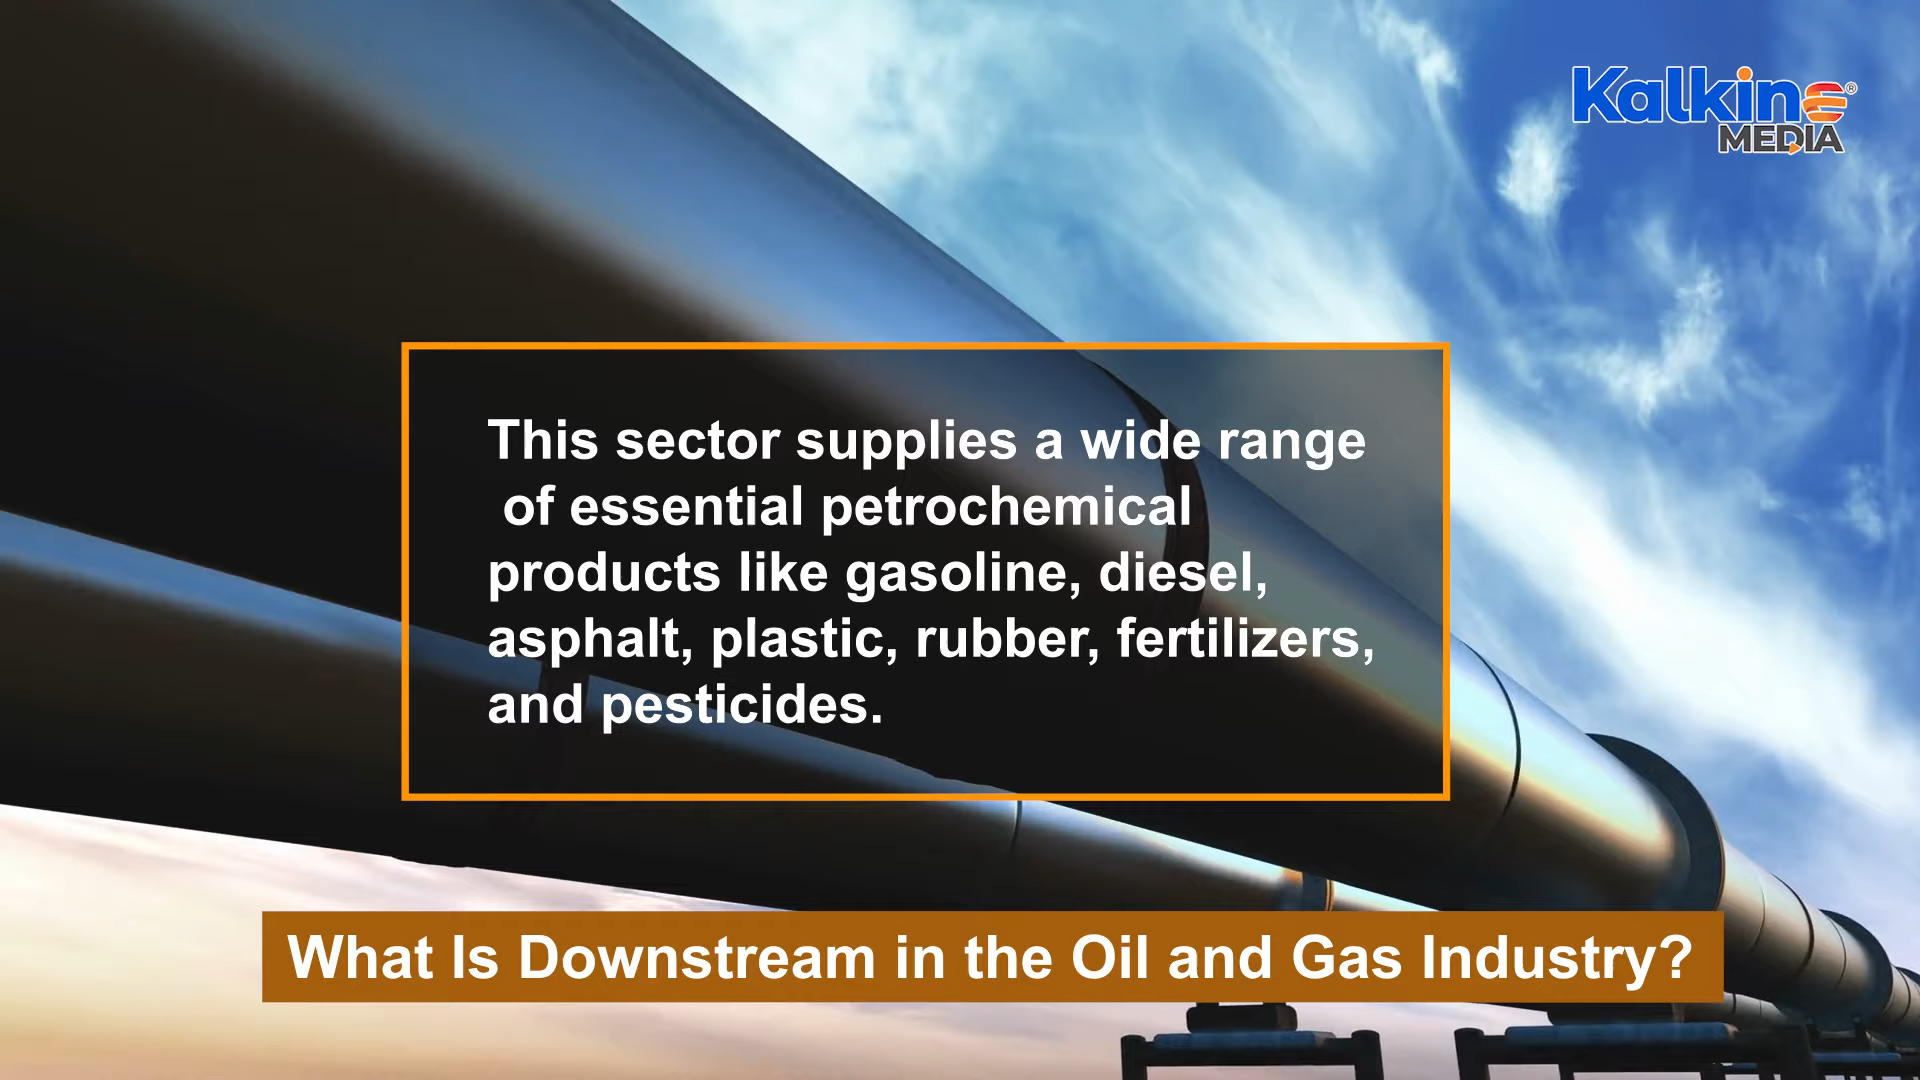 Kalkine®
MEDIA
This sector supplies a wide range
of essential petrochemical
products like gasoline, diesel,
asphalt, plastic, rubber, fertilizers,
and pesticides.
What Is Downstream in the Oil and Gas Industry?